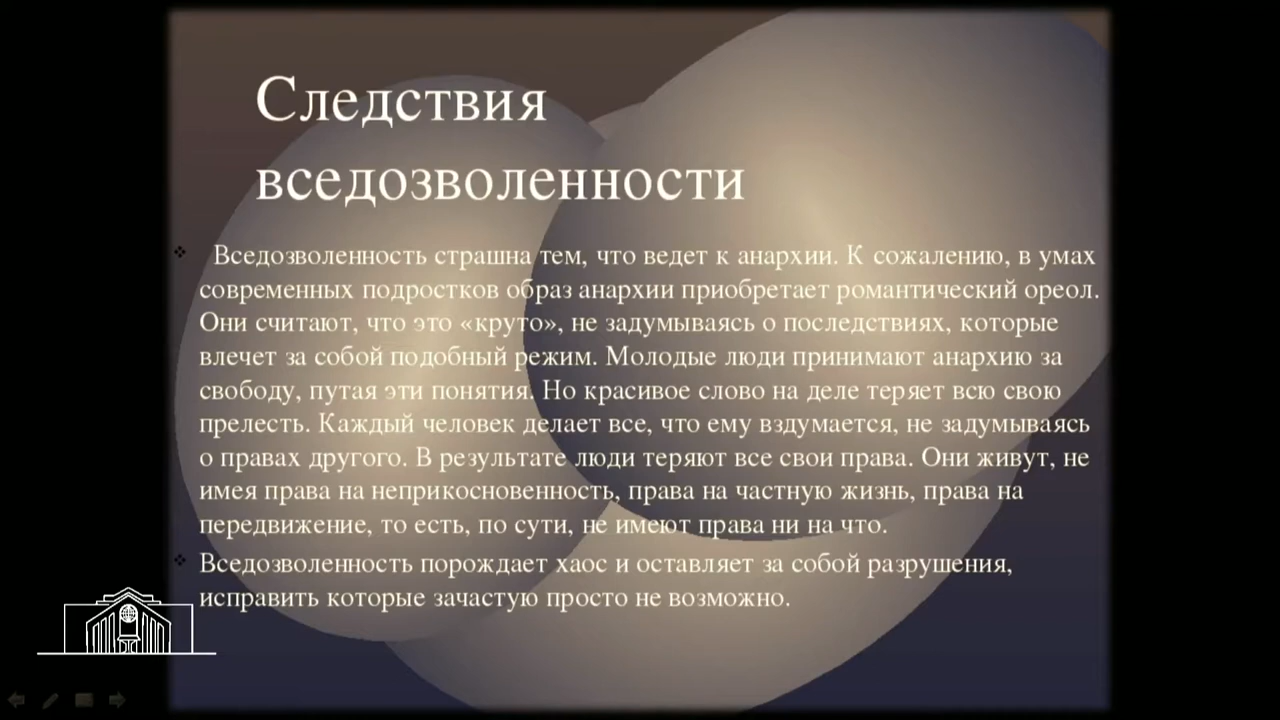 Следствия
вседозволенности
Вседозволенность страшна тем, что ведет к анархии. К сожалению, в умах
современных подростков образ анархии приобретает романтический ореол.
Они считают, что это «круто», не задумываясь о последствиях, которые
влечет за собой подобный режим. Молодые люди принимают анархию за
свободу, путая эти понятия. Но красивое слово на деле теряет всю свою
прелесть. Каждый человек делает все, что ему вздумается, не задумываясь
о правах другого. В результате люди теряют все свои права. Они живут, не
имея права на неприкосновенность, права на частную жизнь, права на
передвижение, то есть, по сути, не имеют права ни на что.
Вседозволенность порождает хаос и оставляет за собой разрушения,
исправить которые зачастую просто не возможно.